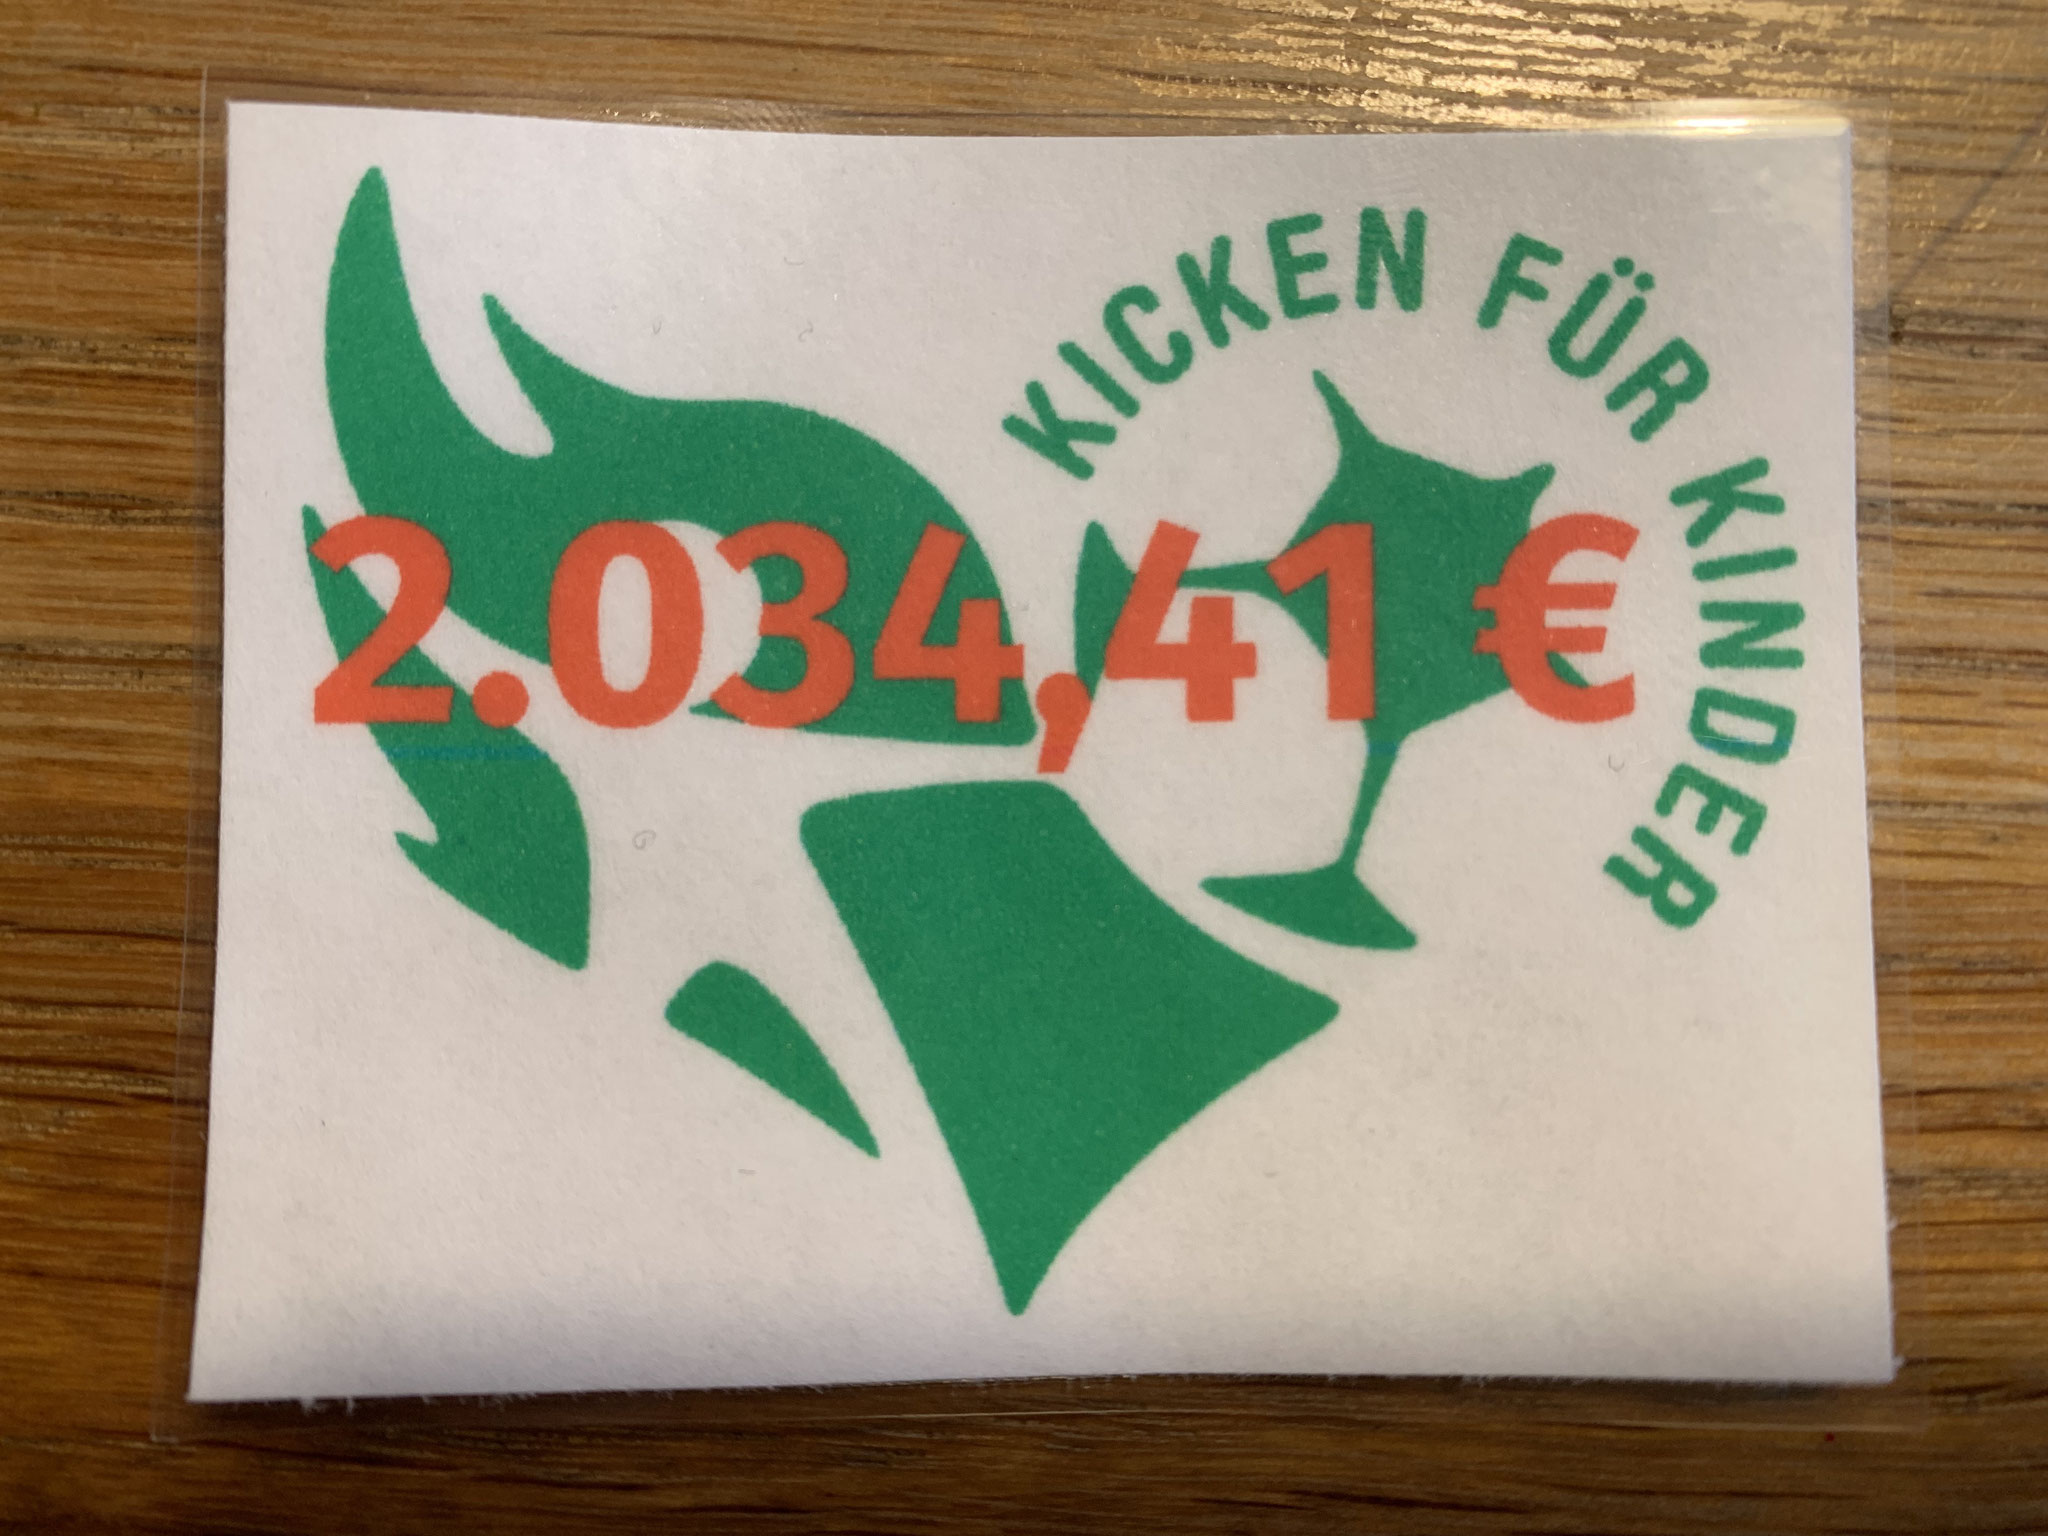 KICKEN FÜR KINDER
2.034,41 €